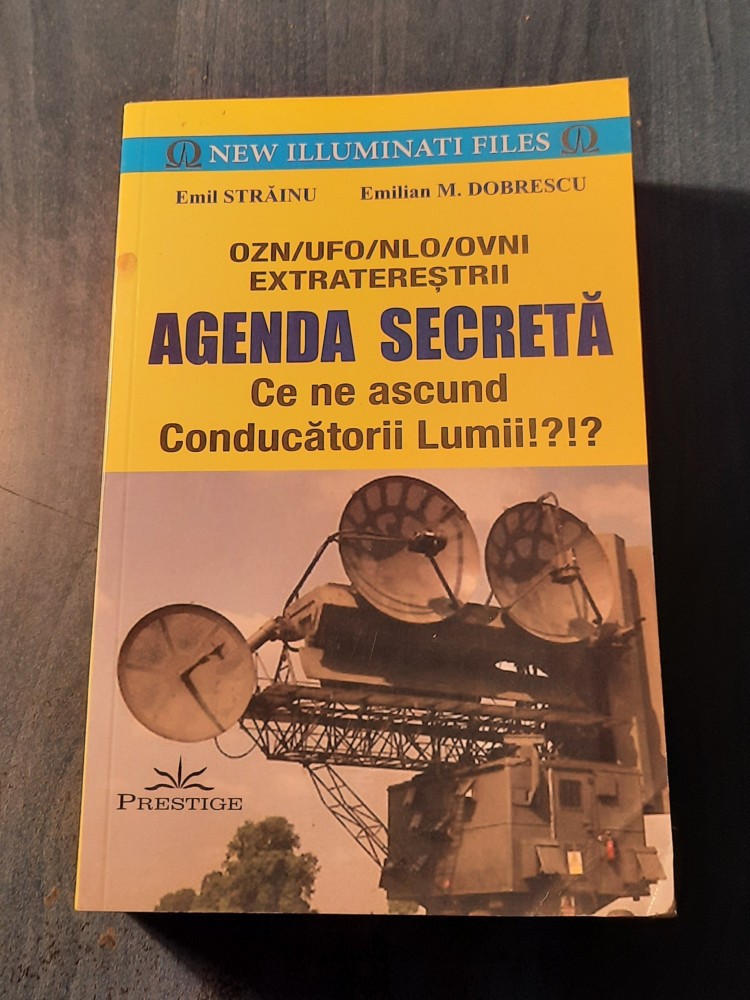 NEW ILLUMINATI FILES
Emil STRĂINU Emilian M. DOBRESCU
OZN/UFO/NLO/OVNI
EXTRATEREȘTRII
AGENDA SECRETĂ
Ce ne ascund
Conducătorii Lumii!?!?
PRESTIGE